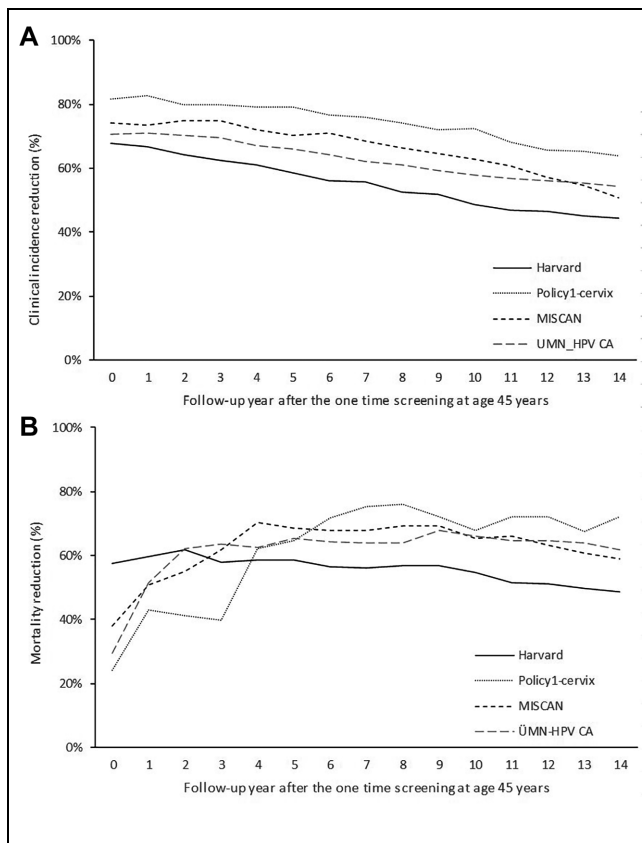 A
100%
80%
60%
40%
20%
0%
Clinical incidence reduction (%)
Harvard
Policy1-cervix
MISCAN
UMN_HPV CA
0 1 2 3 4 5 6 7 8 9 10 11 12 13 14
Follow-up year after the one time screening at age 45 years
B
100%
80%
60%
40%
20%
0%
Mortality reduction (%)
Harvard
Policy1-cervix
MISCAN
ÜMN-HPV CA
0 1 2 3 4 5 6 7 8 9 10 11 12 13 14
Follow-up year after the one time screening at age 45 years